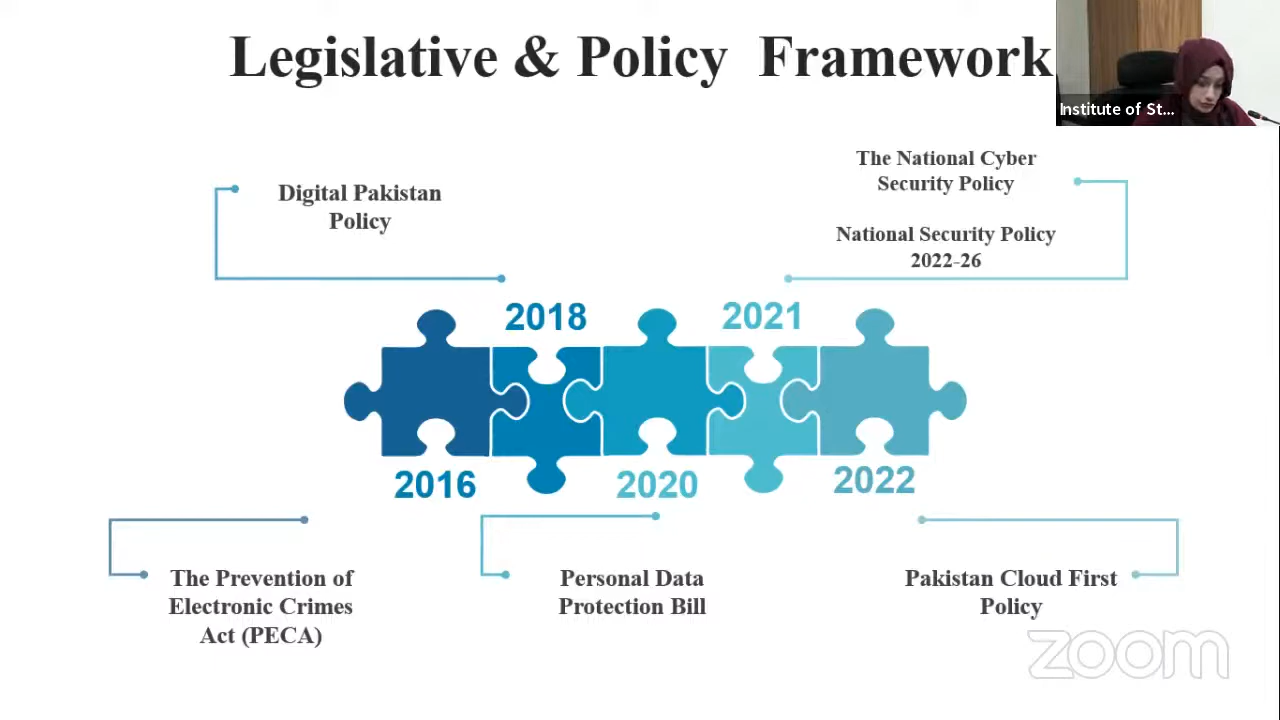 Legislative & Policy Framework
Institute of St...
The National Cyber
Security Policy
National Security Policy
2022-26
Digital Pakistan
Policy
2018
2021
2016
2020
2022
The Prevention of
Electronic Crimes
Act (PECA)
Personal Data
Protection Bill
Pakistan Cloud First
Policy
zoom